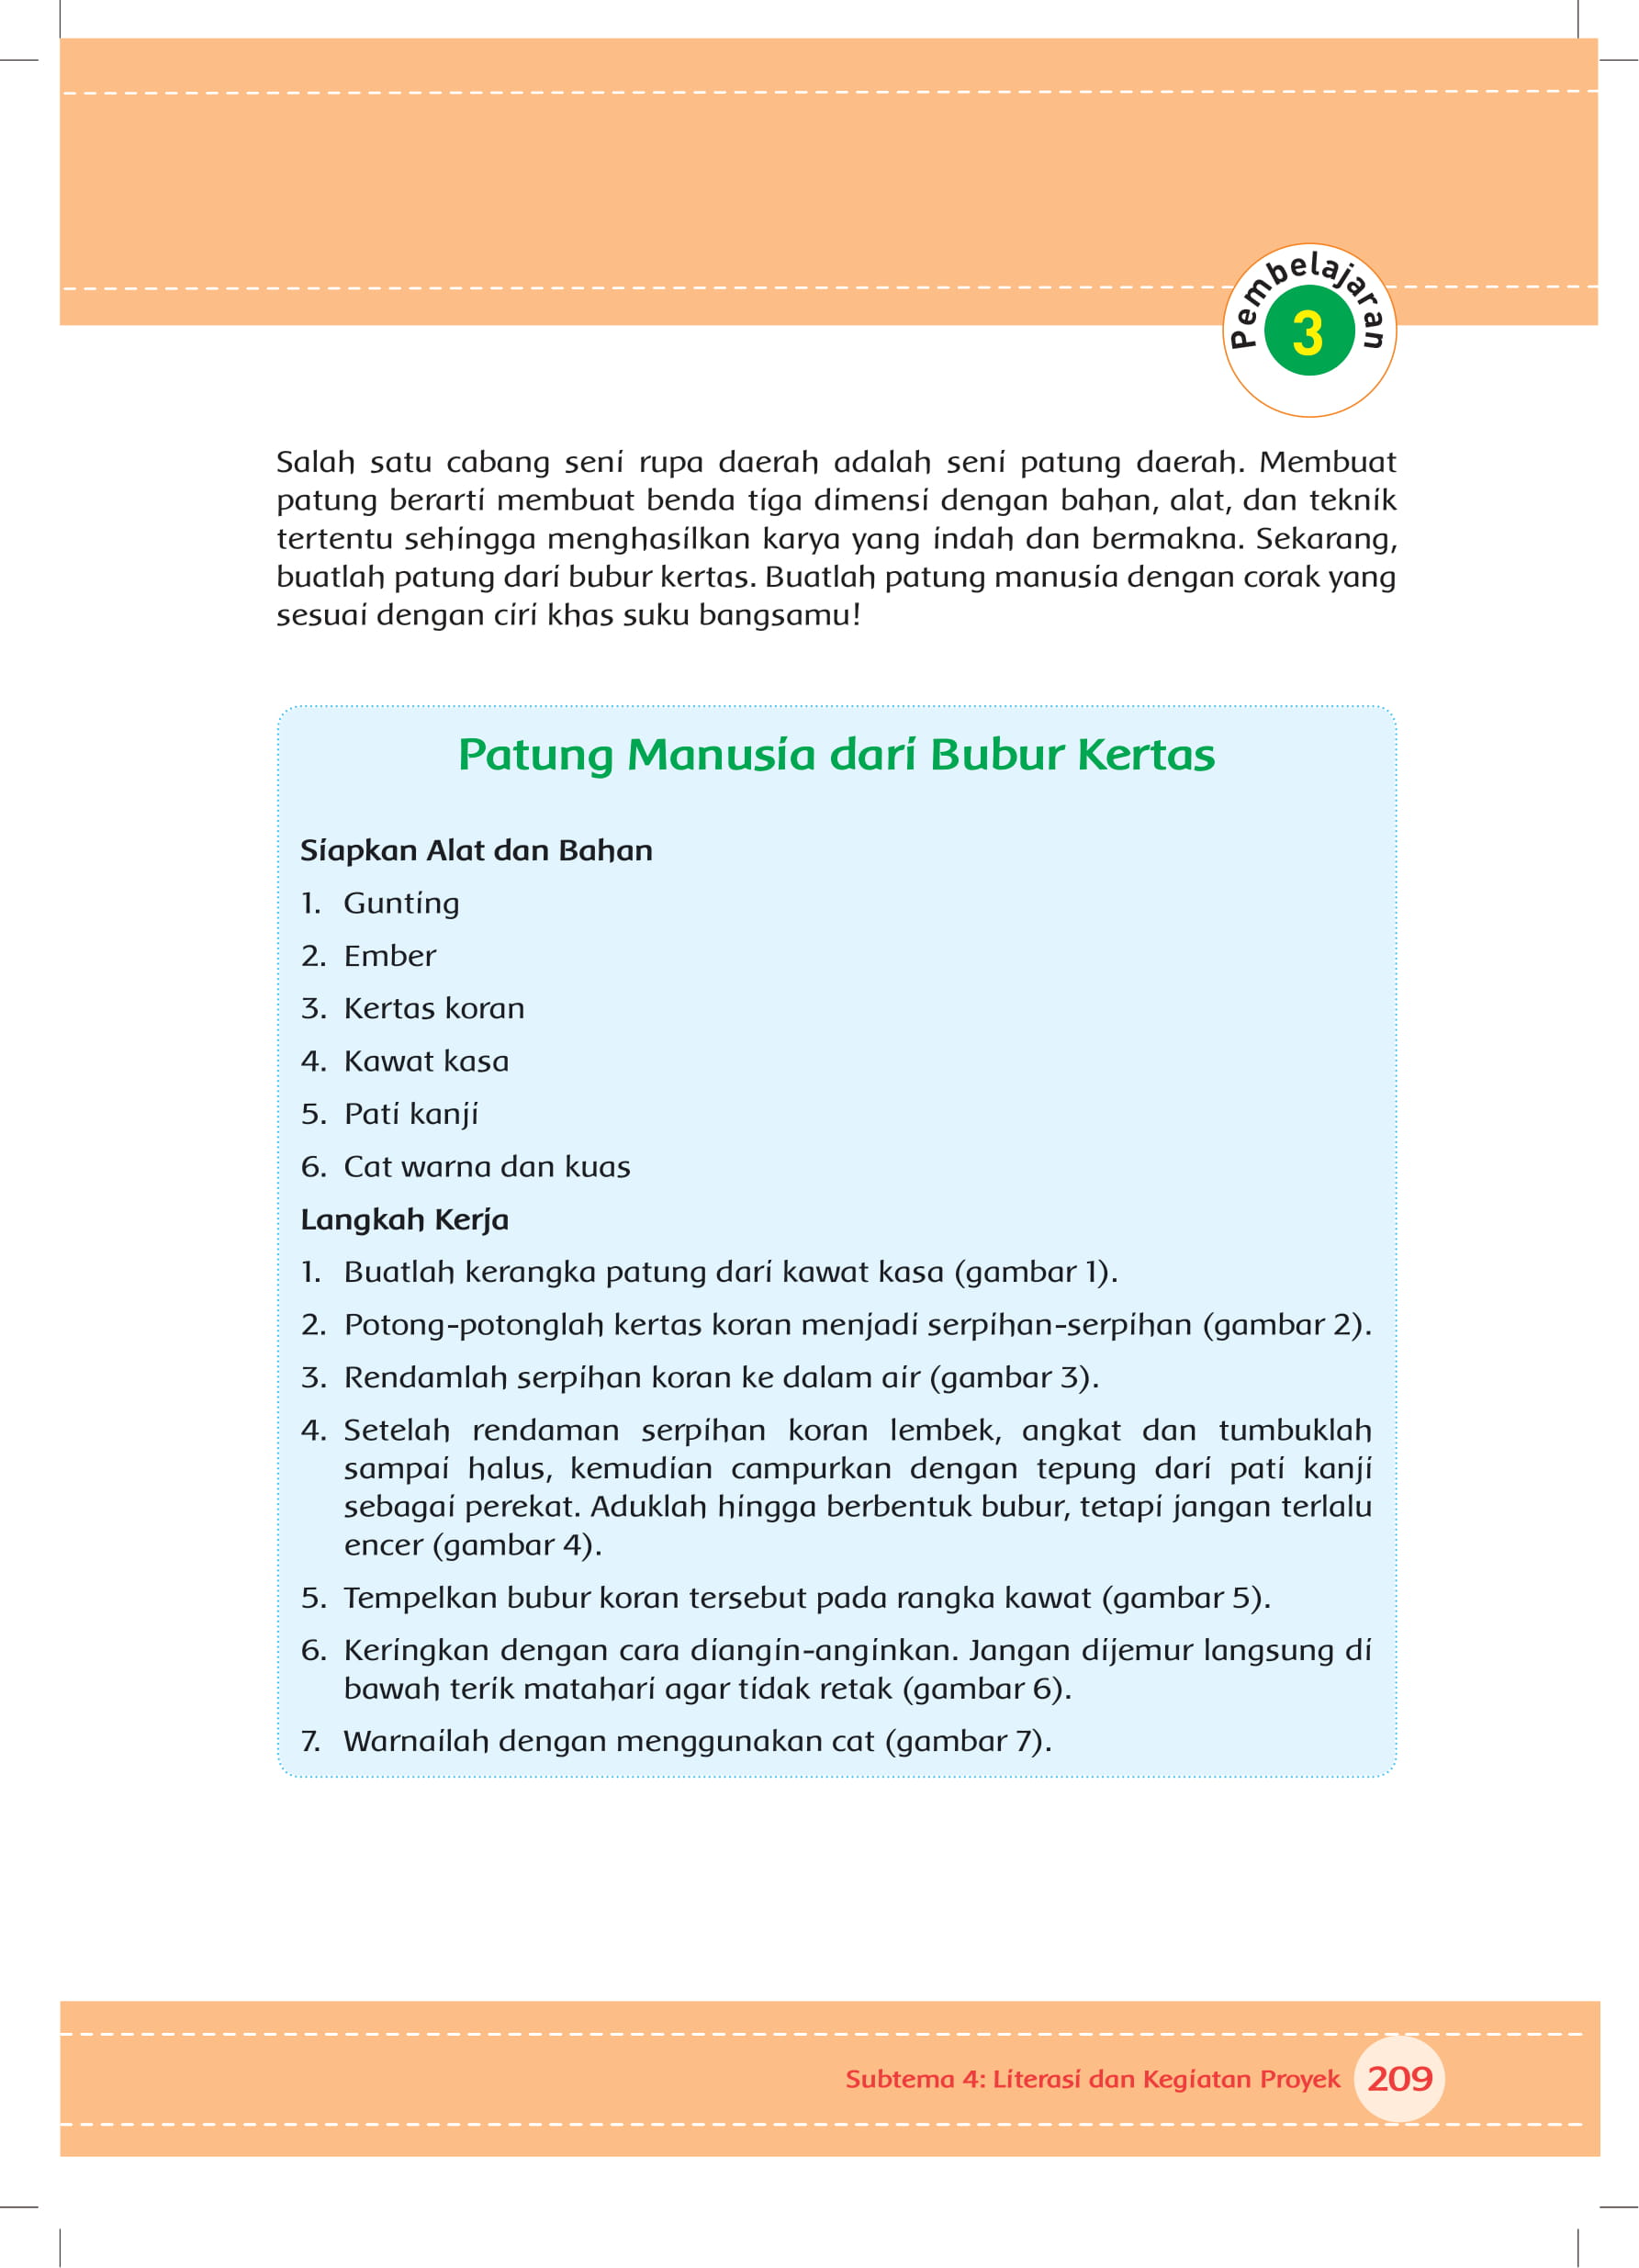 Pembelajaran
3
Salah satu cabang seni rupa daerah adalah seni patung daerah. Membuat
patung berarti membuat benda tiga dimensi dengan bahan, alat, dan teknik
tertentu sehingga menghasilkan karya yang indah dan bermakna. Sekarang,
buatlah patung dari bubur kertas. Buatlah patung manusia dengan corak yang
sesuai dengan ciri khas suku bangsamu!
Patung Manusia dari Bubur Kertas
Siapkan Alat dan Bahan
1. Gunting
2. Ember
3. Kertas koran
4. Kawat kasa
5. Pati kanji
6. Cat warna dan kuas
Langkah Kerja
1. Buatlah kerangka patung dari kawat kasa (gambar 1).
2. Potong-potonglah kertas koran menjadi serpihan-serpihan (gambar 2).
3. Rendamlah serpihan koran ke dalam air (gambar 3).
4. Setelah rendaman serpihan koran lembek, angkat dan tumbuklah
sampai halus, kemudian campurkan dengan tepung dari pati kanji
sebagai perekat. Aduklah hingga berbentuk bubur, tetapi jangan terlalu
encer (gambar 4).
5. Tempelkan bubur koran tersebut pada rangka kawat (gambar 5).
6. Keringkan dengan cara diangin-anginkan. Jangan dijemur langsung di
bawah terik matahari agar tidak retak (gambar 6).
7. Warnailah dengan menggunakan cat (gambar 7).
Subtema 4: Literasi dan Kegiatan Proyek 209